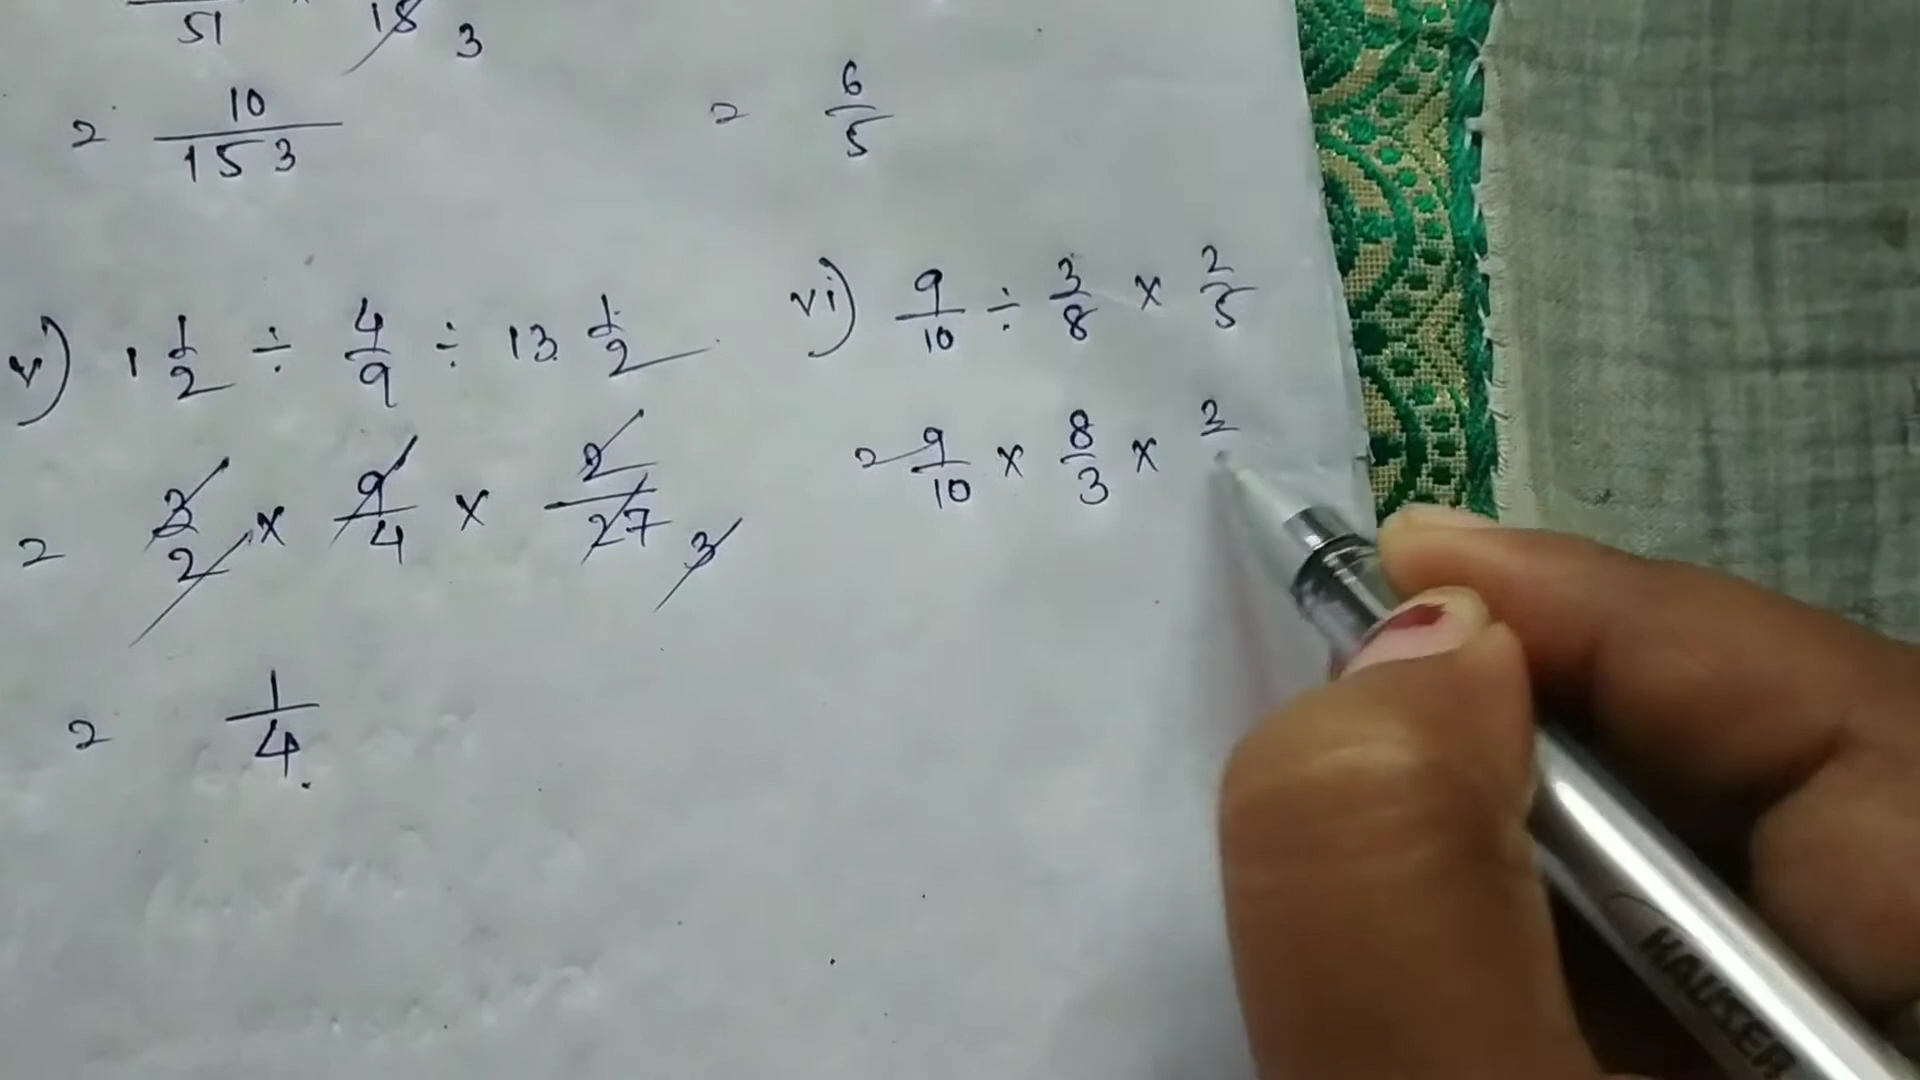 51 18 3
= 10/153
= 6/5
v) 1 1/2 ÷ 4/9 ÷ 13 1/2
= 3/2 × 9/4 × 2/27 3
= 1/4.
vi) 9/10 ÷ 3/8 × 2/5
= 9/10 × 8/3 × 2
HAUSER